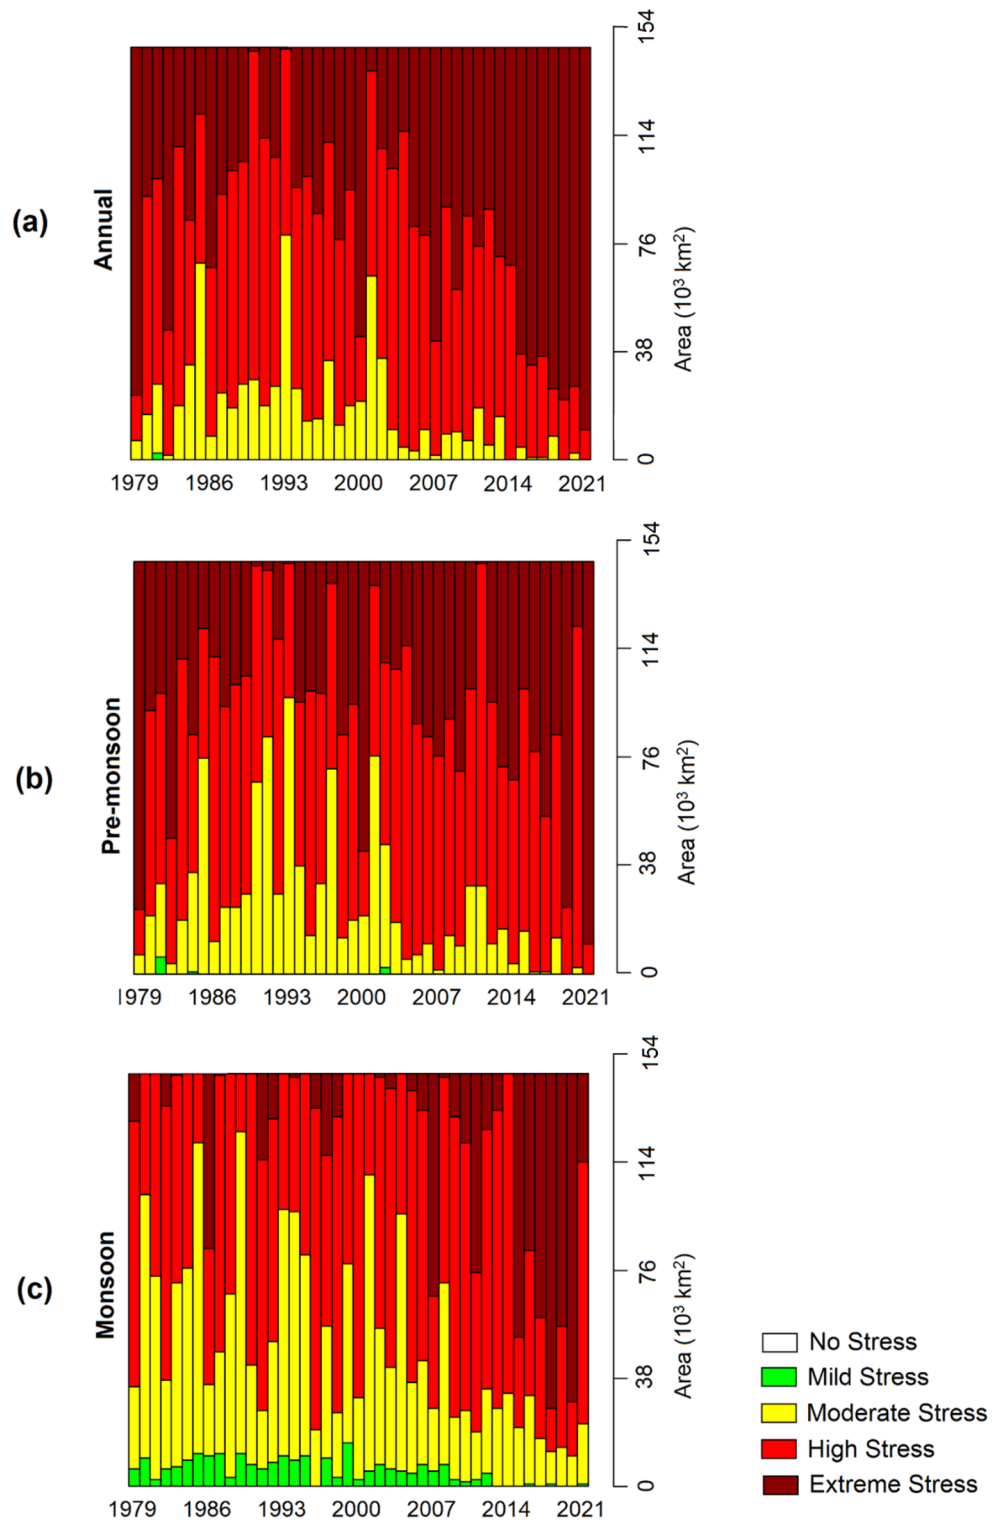 (a)
Annual
154
114
76
38
0
Area (10³ km²)
1979 1986 1993 2000 2007 2014 2021
(b)
Pre-monsoon
154
114
76
38
0
Area (10³ km²)
1979 1986 1993 2000 2007 2014 2021
(c)
Monsoon
154
114
76
38
0
Area (10³ km²)
1979 1986 1993 2000 2007 2014 2021
No Stress
Mild Stress
Moderate Stress
High Stress
Extreme Stress